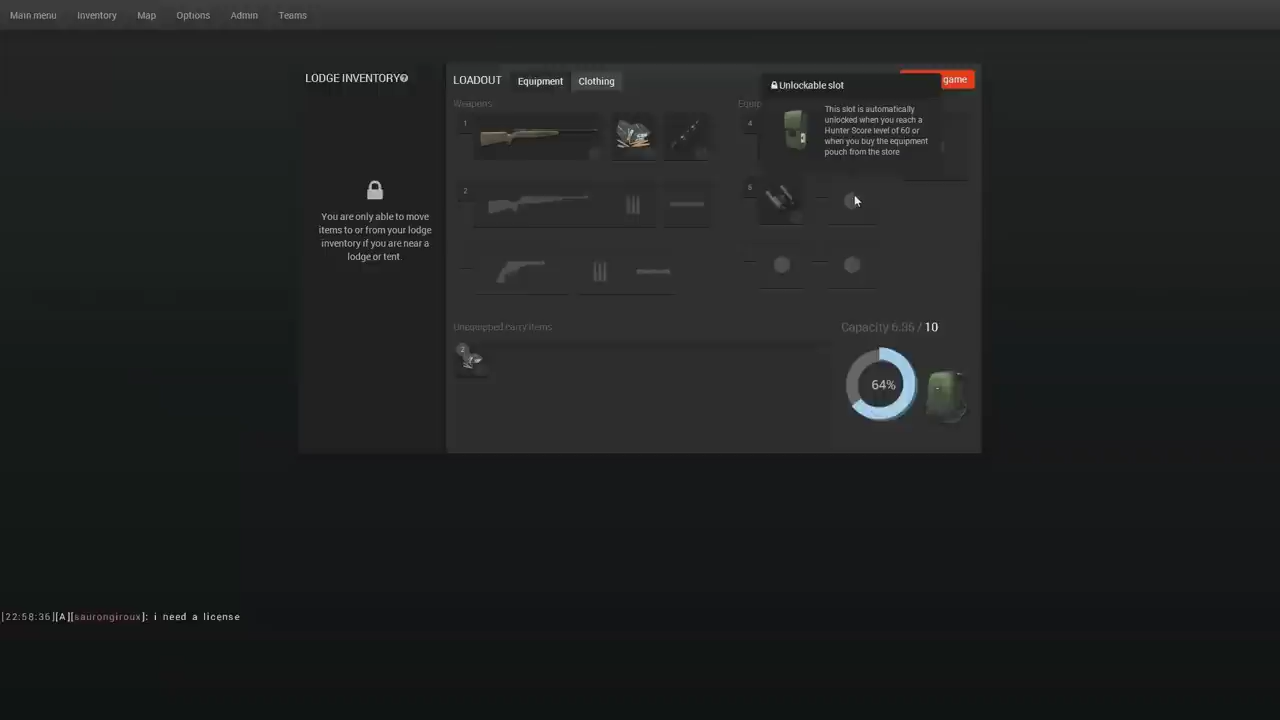 Main menu
Inventory
Map
Options
Admin
Teams
LODGE INVENTORY
LOADOUT
Equipment
Clothing
game
Unlockable slot
This slot is automatically
unlocked when you reach a
Hunter Score level of 60 or
when you buy the equipment
pouch from the store
Weapons
Equip
1
4
2
5
You are only able to move
items to or from your lodge
inventory if you are near a
lodge or tent.
Unequipped carry items
2
Capacity 6.36 / 10
64%
[22:58:36][A][saurongiroux]: i need a license